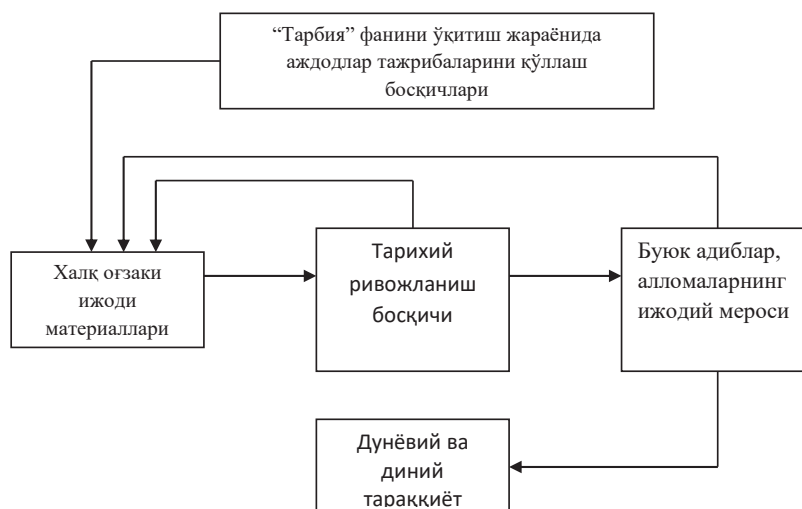 “Тарбия” фанини ўқитиш жараёнида
аждодлар тажрибаларини қўллаш
босқичлари
Халқ оғзаки
ижоди
материаллари
Тарихий
ривожланиш
босқичи
Буюк адиблар,
алломаларнинг
ижодий мероси
Дунёвий ва
диний
тараққиёт